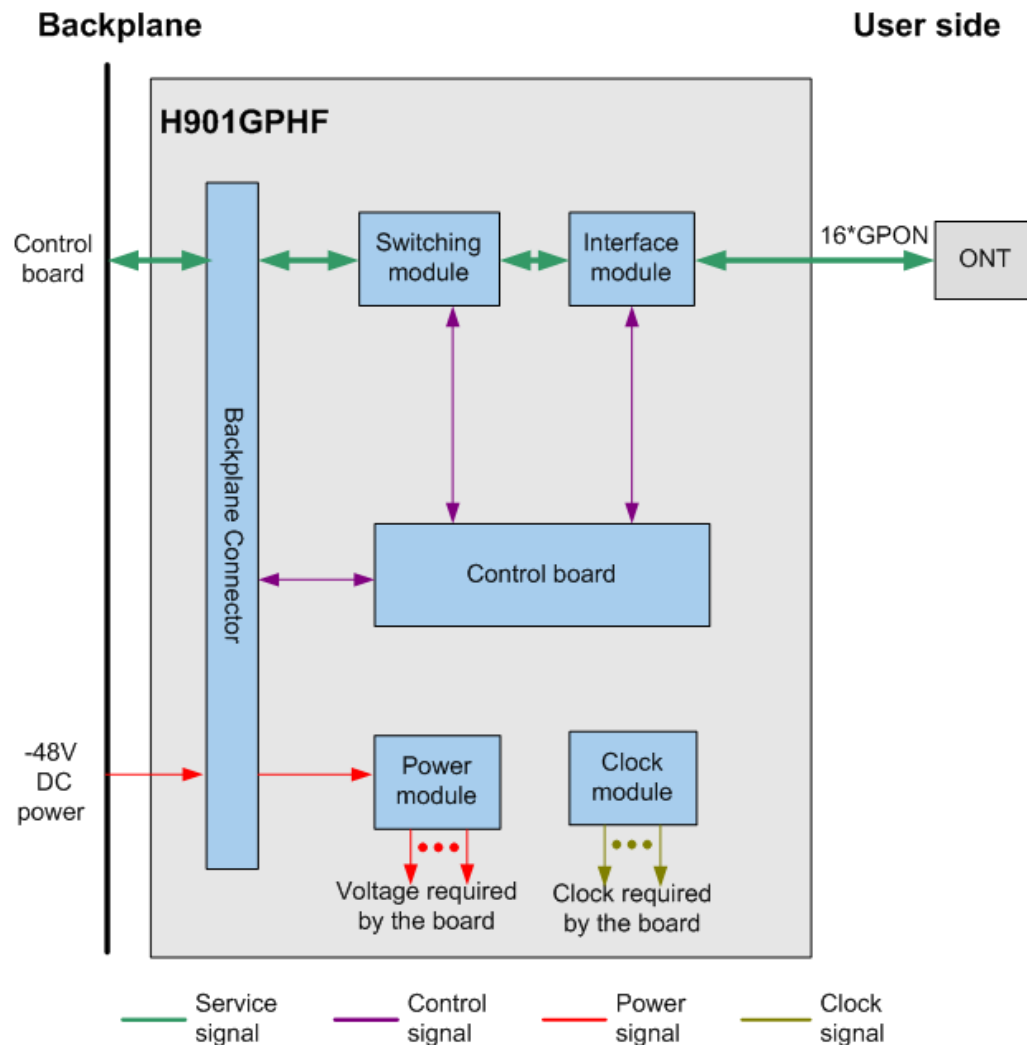 Backplane
User side
H901GPHF
Control
board
Switching
module
Interface
module
16*GPON
ONT
Backplane Connector
Control board
-48V
DC
power
Power
module
Clock
module
Voltage required
by the board
Clock required
by the board
Service
signal
Control
signal
Power
signal
Clock
signal